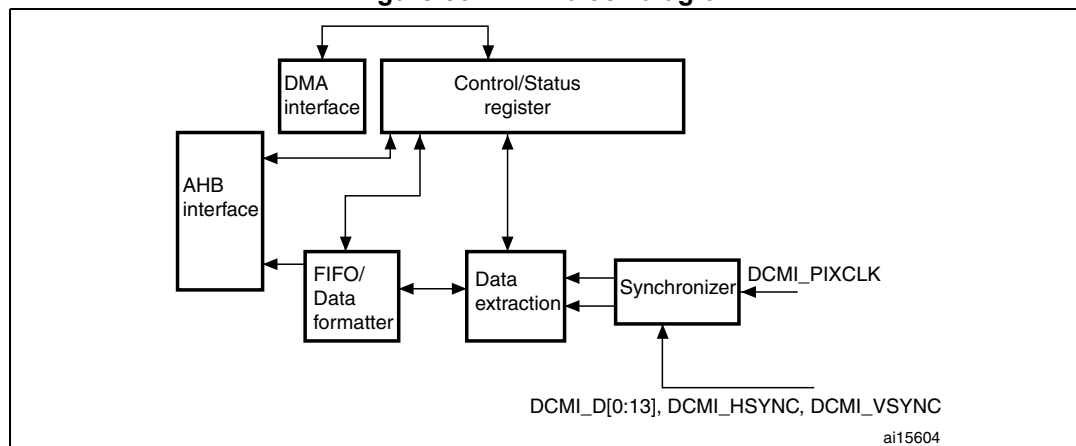 DMA
interface
Control/Status
register
AHB
interface
FIFO/
Data
formatter
Data
extraction
Synchronizer
DCMI_PIXCLK
DCMI_D[0:13], DCMI_HSYNC, DCMI_VSYNC
ai15604